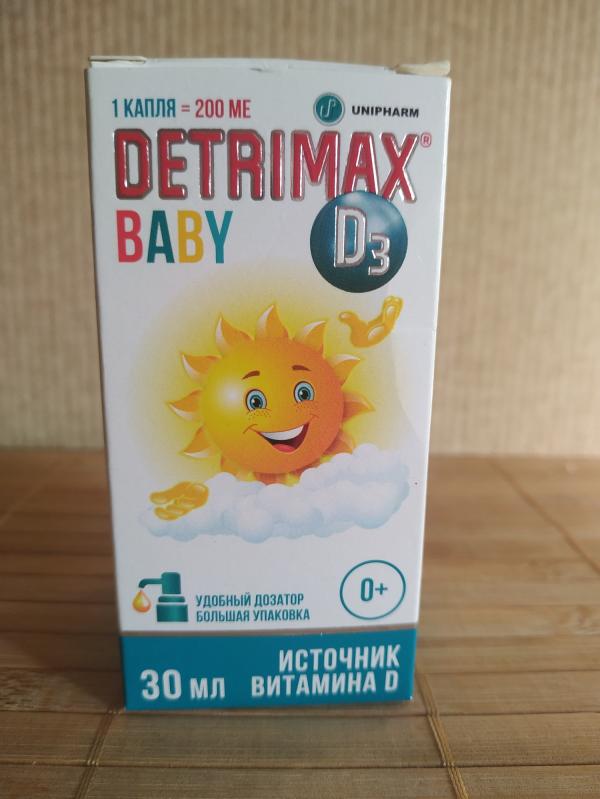 1 КАПЛЯ = 200 МЕ
UNIPHARM
DETRIMAX®
BABY
D3
0+
УДОБНЫЙ ДОЗАТОР
БОЛЬШАЯ УПАКОВКА
ИСТОЧНИК
30 МЛ ВИТАМИНА D